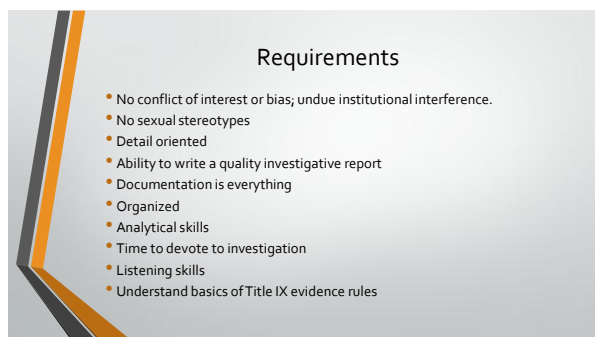 Requirements
• No conflict of interest or bias; undue institutional interference.
• No sexual stereotypes
• Detail oriented
• Ability to write a quality investigative report
• Documentation is everything
• Organized
• Analytical skills
• Time to devote to investigation
• Listening skills
• Understand basics of Title IX evidence rules